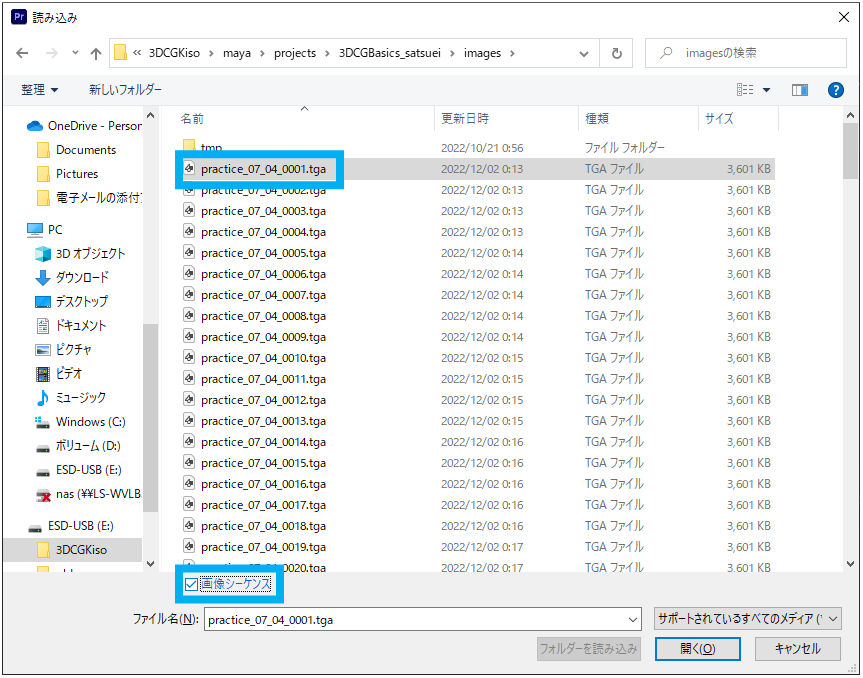 Pr 読み込み
« 3DCGKiso › maya › projects › 3DCGBasics_satsuei › images ›
imagesの検索
整理 新しいフォルダー
?
名前 更新日時 種類 サイズ
OneDrive - Person
Documents
Pictures
電子メールの添付
PC
3D オブジェクト
ダウンロード
デスクトップ
ドキュメント
ピクチャ
ビデオ
ミュージック
Windows (C:)
ボリューム (D:)
ESD-USB (E:)
nas (¥¥LS-WVLB
ESD-USB (E:)
3DCGKiso
tmp 2022/10/21 0:56 ファイル フォルダー
practice_07_04_0001.tga 2022/12/02 0:13 TGA ファイル 3,601 KB
practice_07_04_0002.tga 2022/12/02 0:13 TGA ファイル 3,601 KB
practice_07_04_0003.tga 2022/12/02 0:13 TGA ファイル 3,601 KB
practice_07_04_0004.tga 2022/12/02 0:13 TGA ファイル 3,601 KB
practice_07_04_0005.tga 2022/12/02 0:14 TGA ファイル 3,601 KB
practice_07_04_0006.tga 2022/12/02 0:14 TGA ファイル 3,601 KB
practice_07_04_0007.tga 2022/12/02 0:14 TGA ファイル 3,601 KB
practice_07_04_0008.tga 2022/12/02 0:14 TGA ファイル 3,601 KB
practice_07_04_0009.tga 2022/12/02 0:14 TGA ファイル 3,601 KB
practice_07_04_0010.tga 2022/12/02 0:15 TGA ファイル 3,601 KB
practice_07_04_0011.tga 2022/12/02 0:15 TGA ファイル 3,601 KB
practice_07_04_0012.tga 2022/12/02 0:15 TGA ファイル 3,601 KB
practice_07_04_0013.tga 2022/12/02 0:15 TGA ファイル 3,601 KB
practice_07_04_0014.tga 2022/12/02 0:16 TGA ファイル 3,601 KB
practice_07_04_0015.tga 2022/12/02 0:16 TGA ファイル 3,601 KB
practice_07_04_0016.tga 2022/12/02 0:16 TGA ファイル 3,601 KB
practice_07_04_0017.tga 2022/12/02 0:16 TGA ファイル 3,601 KB
practice_07_04_0018.tga 2022/12/02 0:16 TGA ファイル 3,601 KB
practice_07_04_0019.tga 2022/12/02 0:17 TGA ファイル 3,601 KB
practice_07_04_0020.tga 2022/12/02 0:17 TGA ファイル 3,601 KB
画像シーケンス
ファイル名(N): practice_07_04_0001.tga サポートされているすべてのメディア (*
フォルダーを読み込み 開く(O) キャンセル